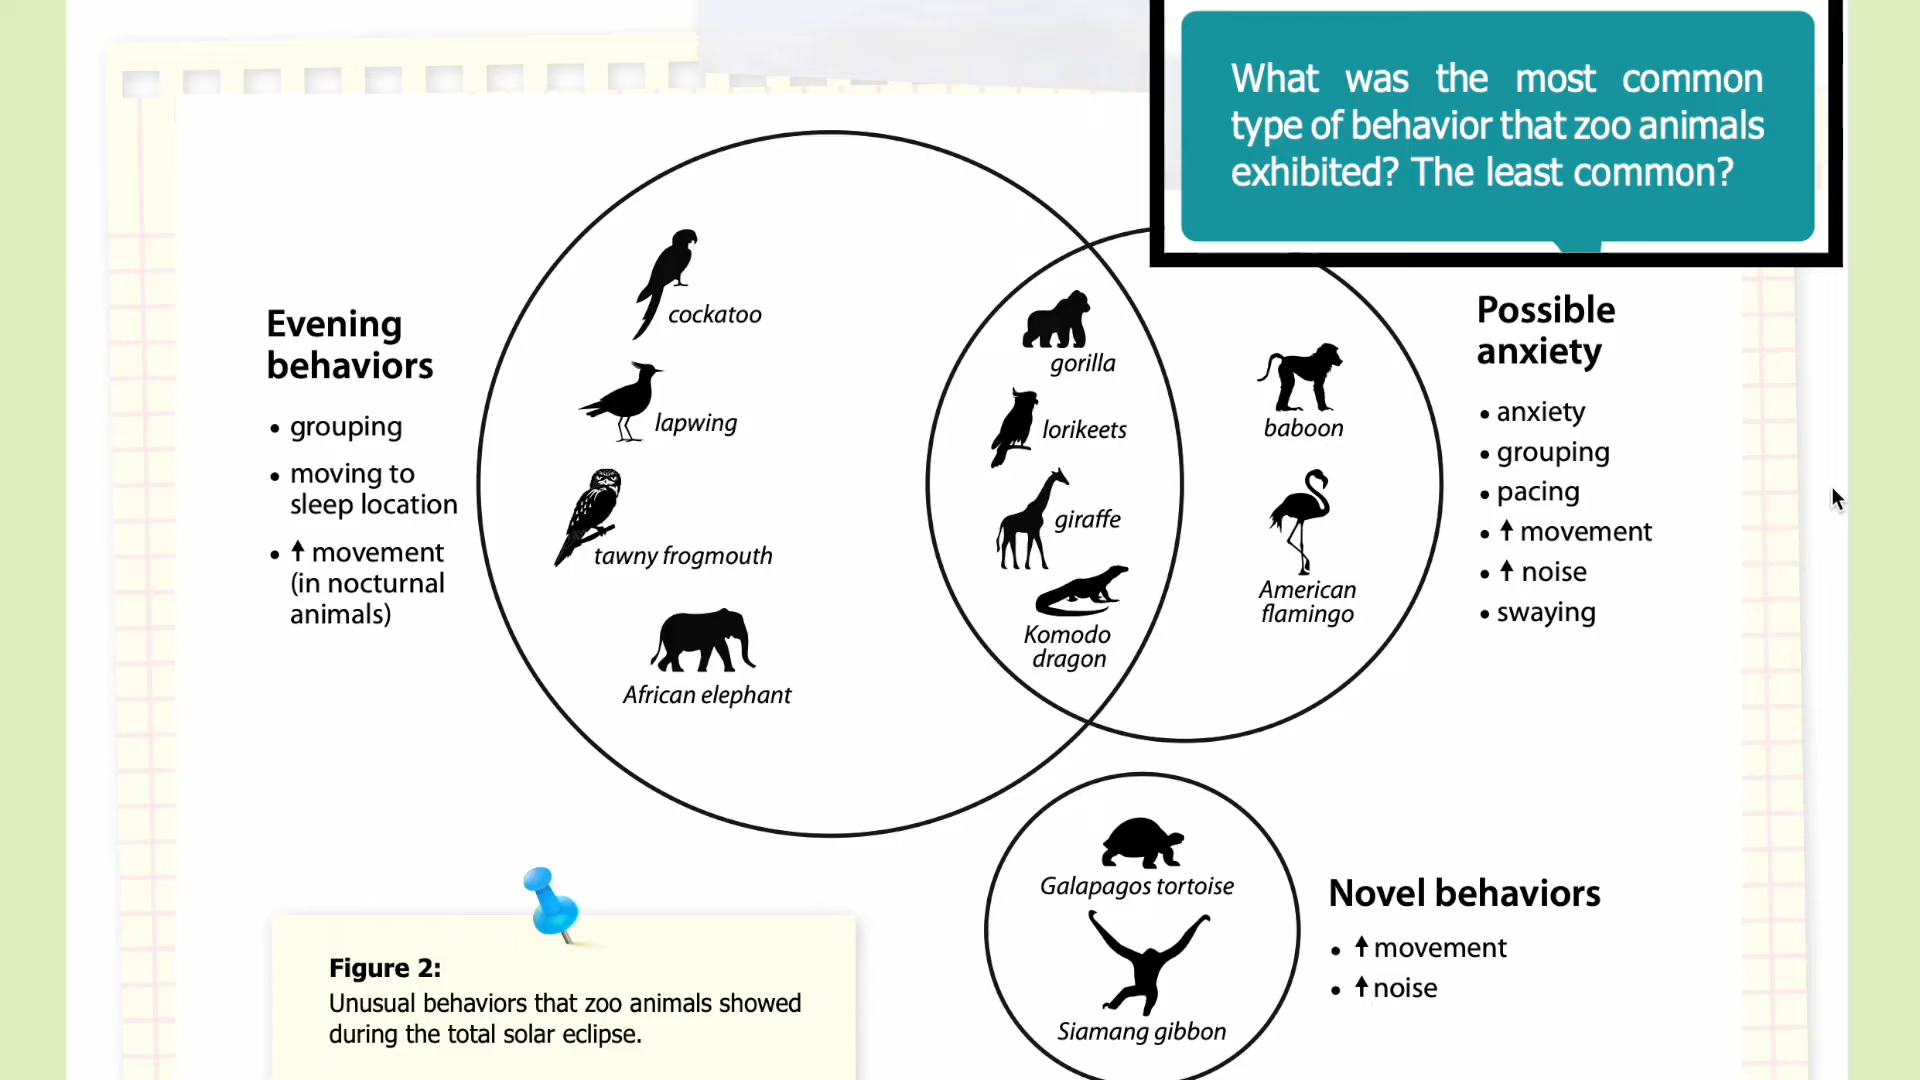 What was the most common
type of behavior that zoo animals
exhibited? The least common?
Evening
behaviors
• grouping
• moving to
sleep location
• ↑ movement
(in nocturnal
animals)
cockatoo
lapwing
tawny frogmouth
African elephant
gorilla
lorikeets
giraffe
Komodo
dragon
baboon
American
flamingo
Possible
anxiety
• anxiety
• grouping
• pacing
• ↑ movement
• ↑ noise
• swaying
Galapagos tortoise
Siamang gibbon
Novel behaviors
• ↑ movement
• ↑ noise
Figure 2:
Unusual behaviors that zoo animals showed
during the total solar eclipse.